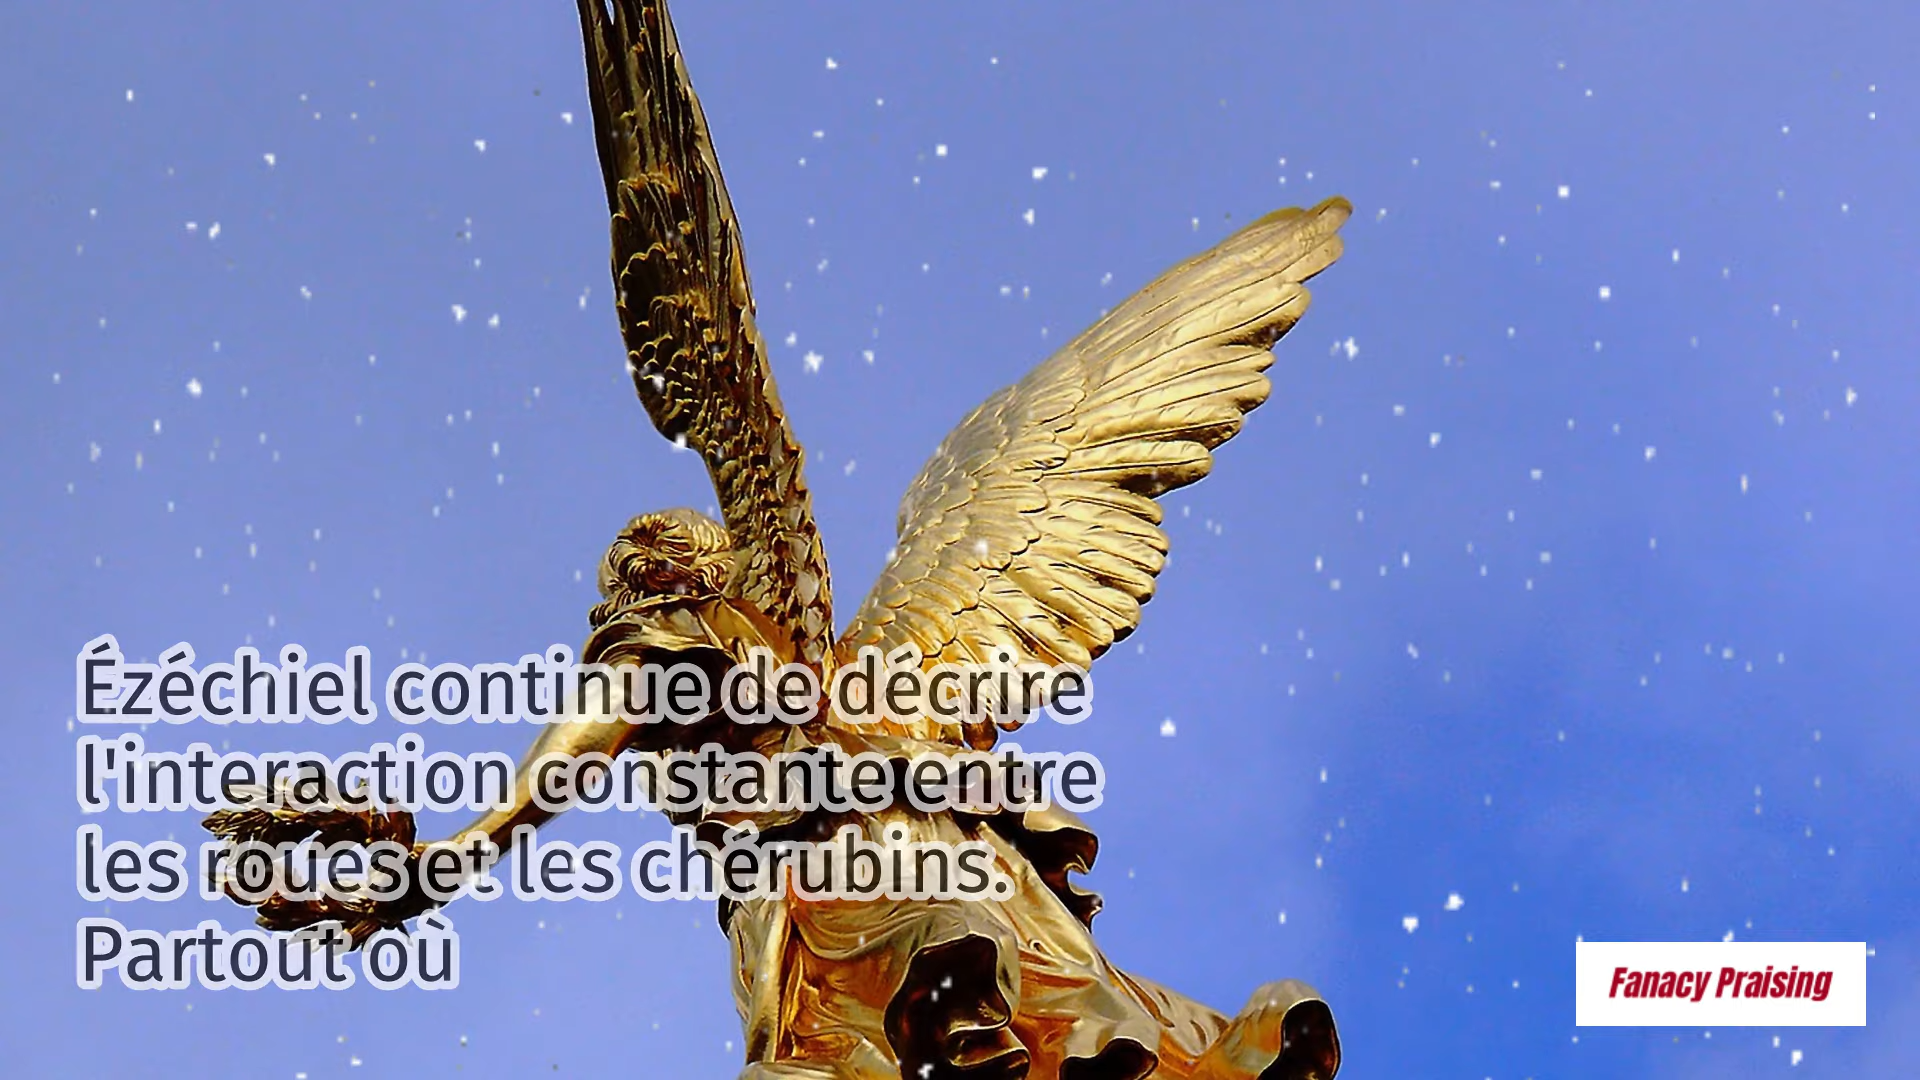 Ézéchiel continue de décrire
l'interaction constante entre
les roues et les chérubins.
Partout où
Fanacy Praising